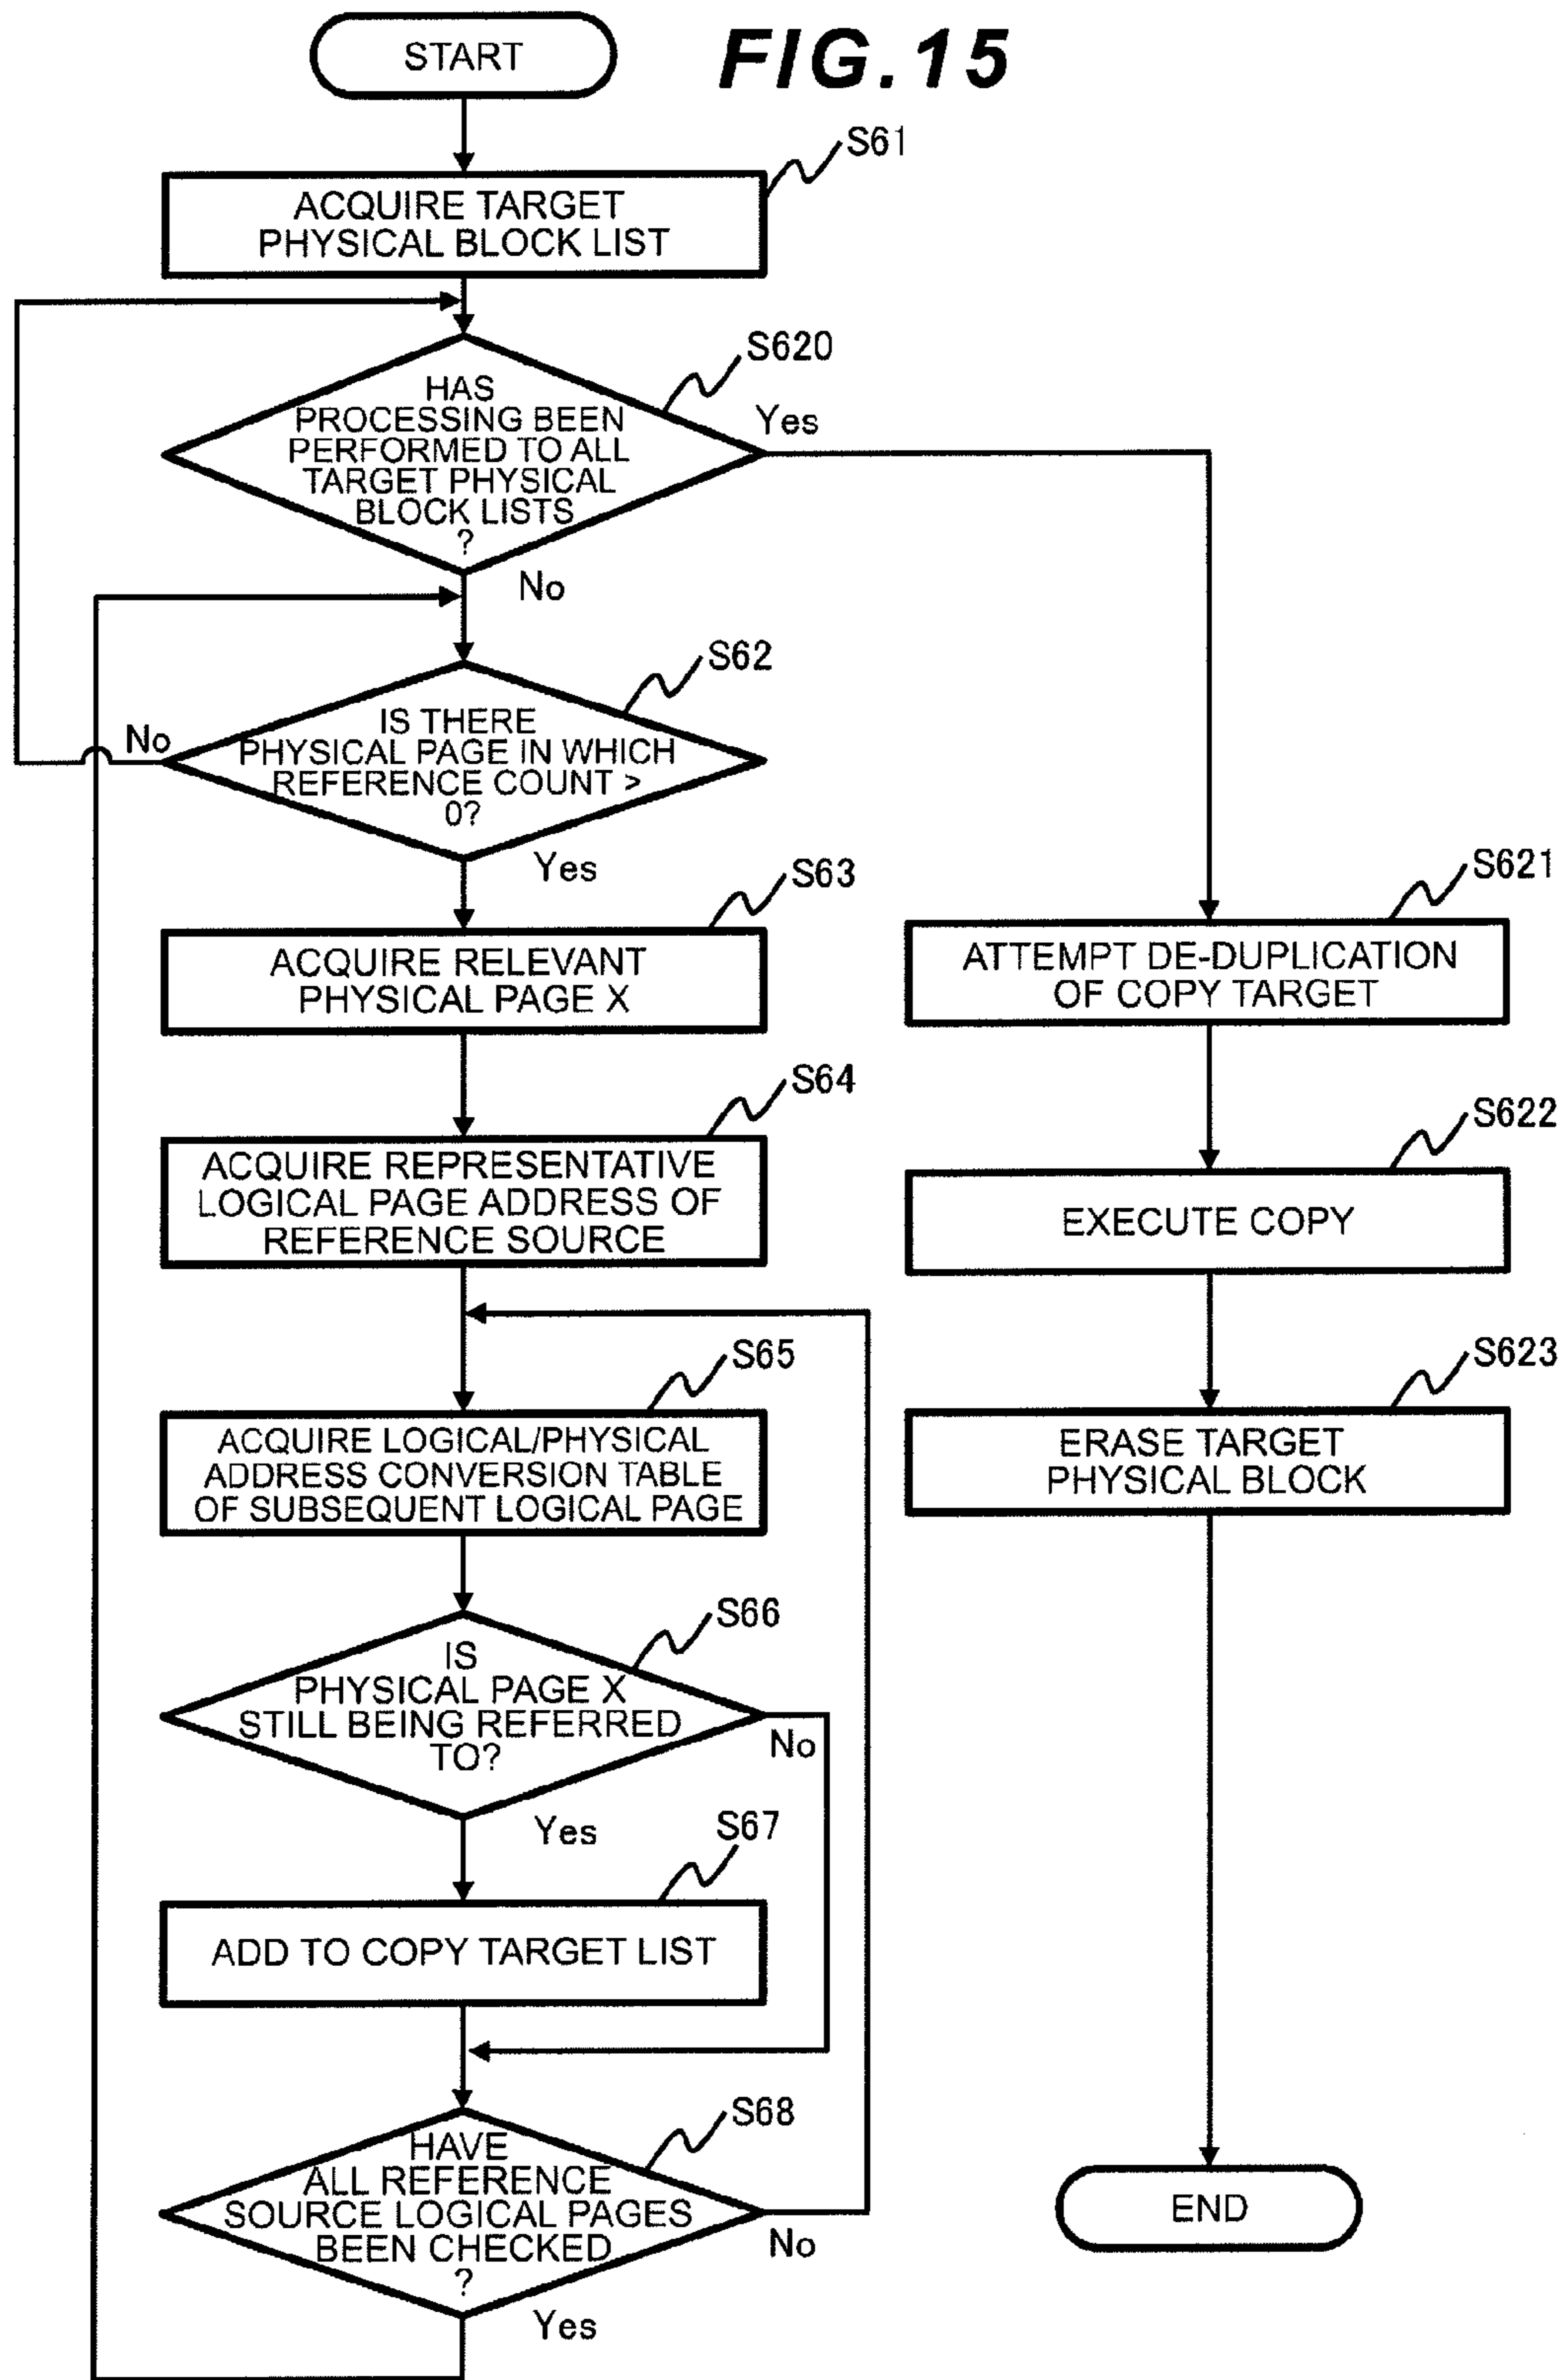 FIG.15
START
S61
ACQUIRE TARGET
PHYSICAL BLOCK LIST
S620
HAS
PROCESSING BEEN
PERFORMED TO ALL
TARGET PHYSICAL
BLOCK LISTS
?
Yes
No
S62
IS THERE
PHYSICAL PAGE IN WHICH
REFERENCE COUNT >
0?
No
Yes
S63
ACQUIRE RELEVANT
PHYSICAL PAGE X
S64
ACQUIRE REPRESENTATIVE
LOGICAL PAGE ADDRESS OF
REFERENCE SOURCE
S65
ACQUIRE LOGICAL/PHYSICAL
ADDRESS CONVERSION TABLE
OF SUBSEQUENT LOGICAL PAGE
S66
IS
PHYSICAL PAGE X
STILL BEING REFERRED
TO?
No
Yes
S67
ADD TO COPY TARGET LIST
S68
HAVE
ALL REFERENCE
SOURCE LOGICAL PAGES
BEEN CHECKED
?
No
Yes
S621
ATTEMPT DE-DUPLICATION
OF COPY TARGET
S622
EXECUTE COPY
S623
ERASE TARGET
PHYSICAL BLOCK
END